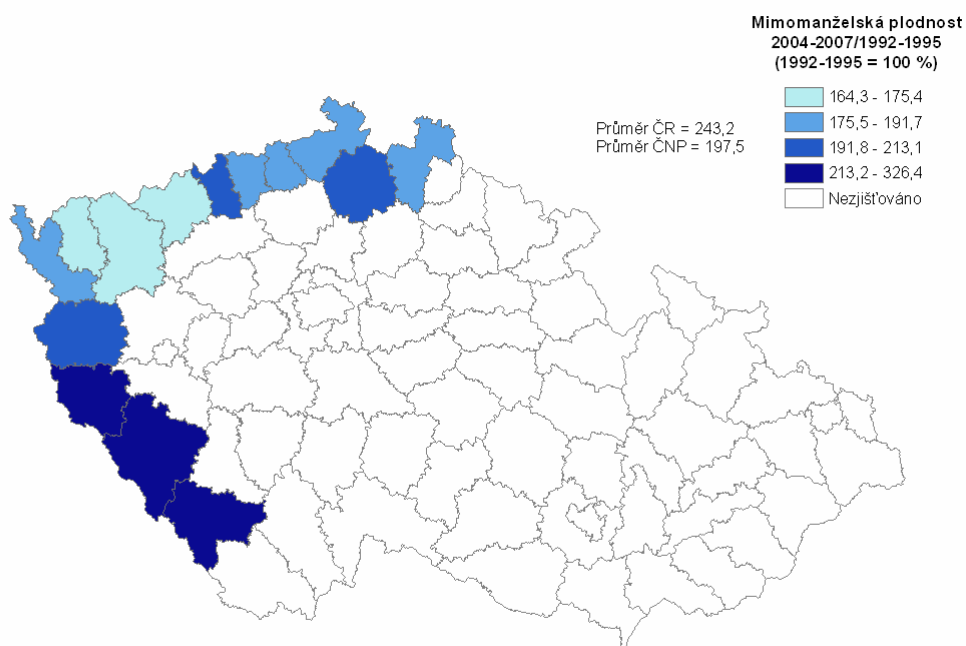 Mimomanželská plodnost
2004-2007/1992-1995
(1992-1995 = 100 %)
164,3 - 175,4
175,5 - 191,7
191,8 - 213,1
213,2 - 326,4
Nezjišťováno
Průměr ČR = 243,2
Průměr ČNP = 197,5